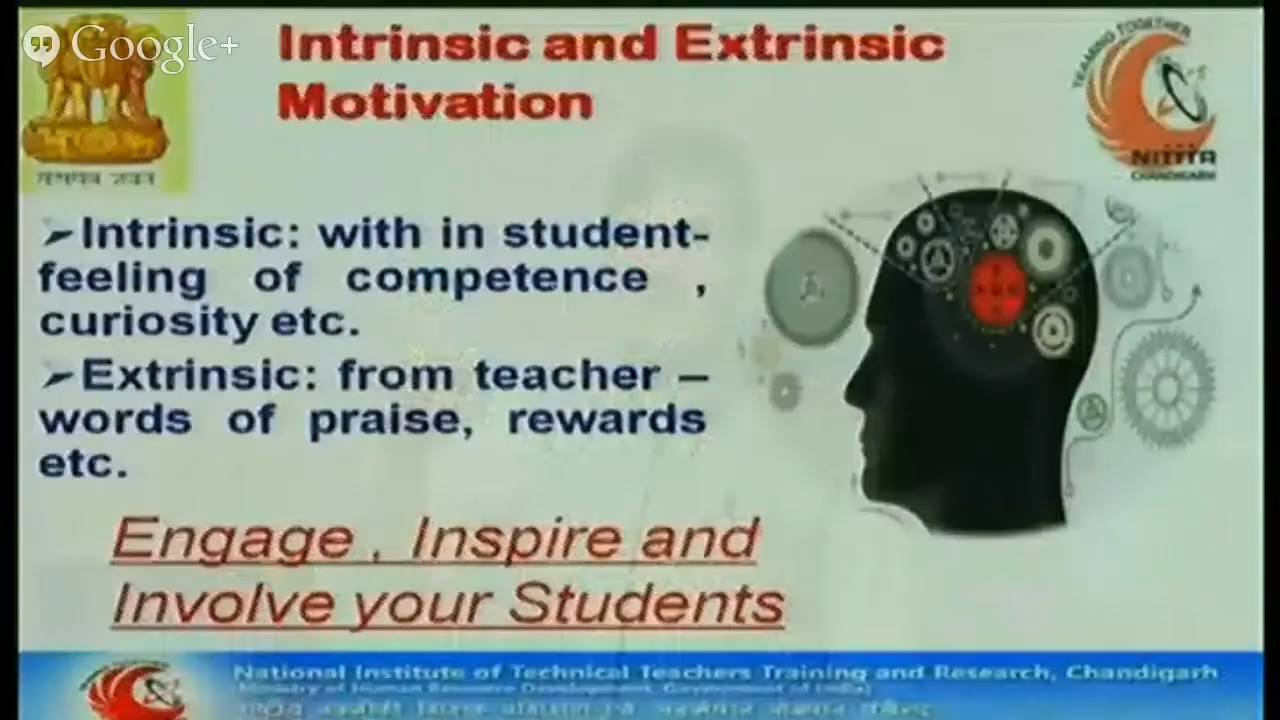 Google+
Intrinsic and Extrinsic
Motivation
TEAMING TOGETHER
NITTTR
CHANDIGARH
➢Intrinsic: with in student-
feeling of competence ,
curiosity etc.
➢Extrinsic: from teacher –
words of praise, rewards
etc.
Engage , Inspire and
Involve your Students
National Institute of Technical Teachers Training and Research, Chandigarh
(Ministry of Human Resource Development, Government of India)